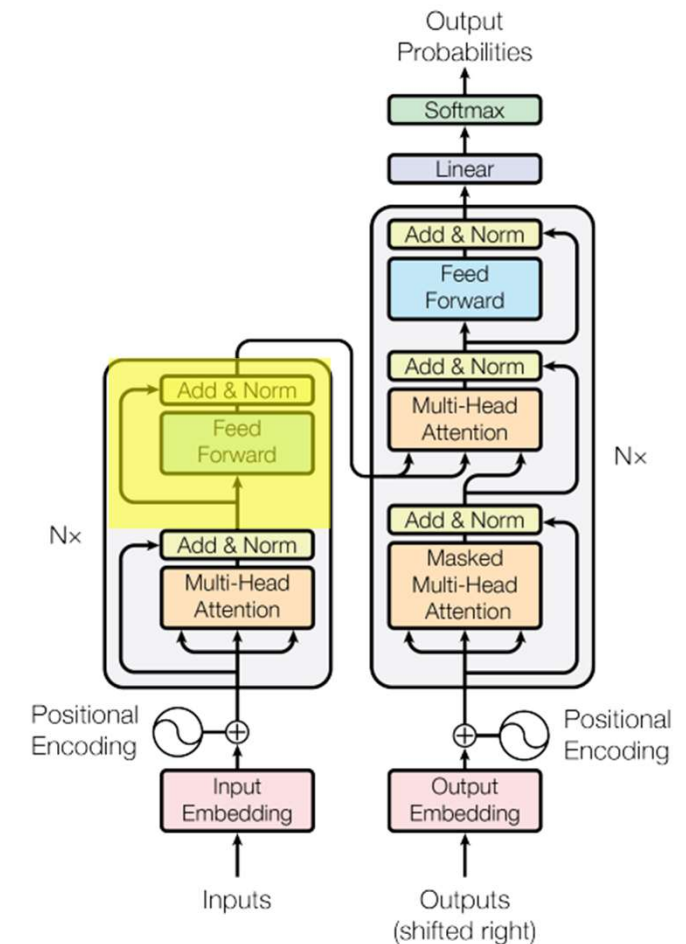 Output
Probabilities
Softmax
Linear
Add & Norm
Feed
Forward
Add & Norm
Multi-Head
Attention
Add & Norm
Masked
Multi-Head
Attention
N×
Add & Norm
Feed
Forward
Add & Norm
Multi-Head
Attention
N×
Positional
Encoding
Input
Embedding
Inputs
Positional
Encoding
Output
Embedding
Outputs
(shifted right)